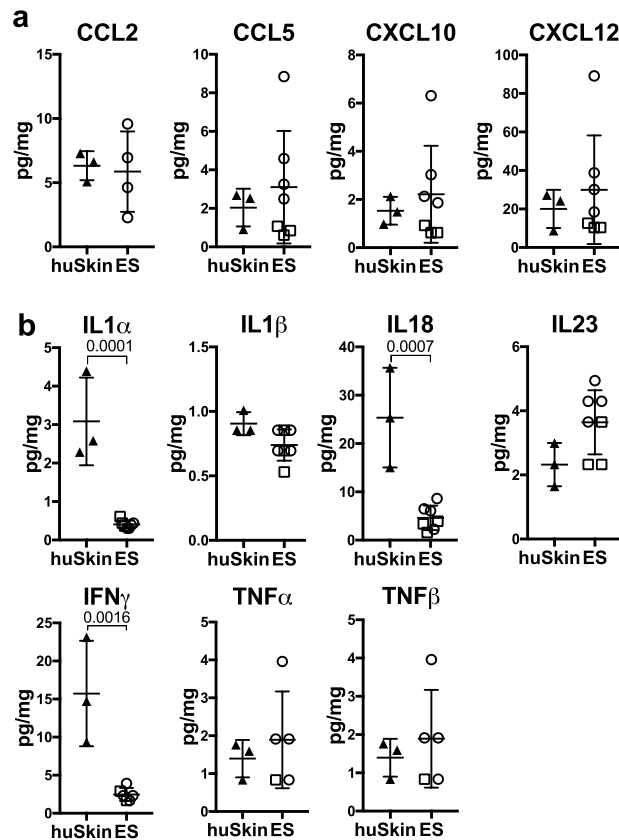 a
CCL2 CCL5 CXCL10 CXCL12
15 10 8 100
8 80
10 6 6 60
pg/mg pg/mg pg/mg pg/mg
4 4 40
5 2 2 20
0 0 0 0
huSkin ES huSkin ES huSkin ES huSkin ES
b
IL1α IL1β IL18 IL23
0.0001 0.0007
5 1.5 40 6
4 30
3 1.0 4
pg/mg pg/mg pg/mg pg/mg
2 20
0.5 2
1 10
0 0.0 0 0
huSkin ES huSkin ES huSkin ES huSkin ES
IFNγ TNFα TNFβ
0.0016
25 5 5
20 4 4
15 3 3
pg/mg pg/mg pg/mg
10 2 2
5 1 1
0 0 0
huSkin ES huSkin ES huSkin ES